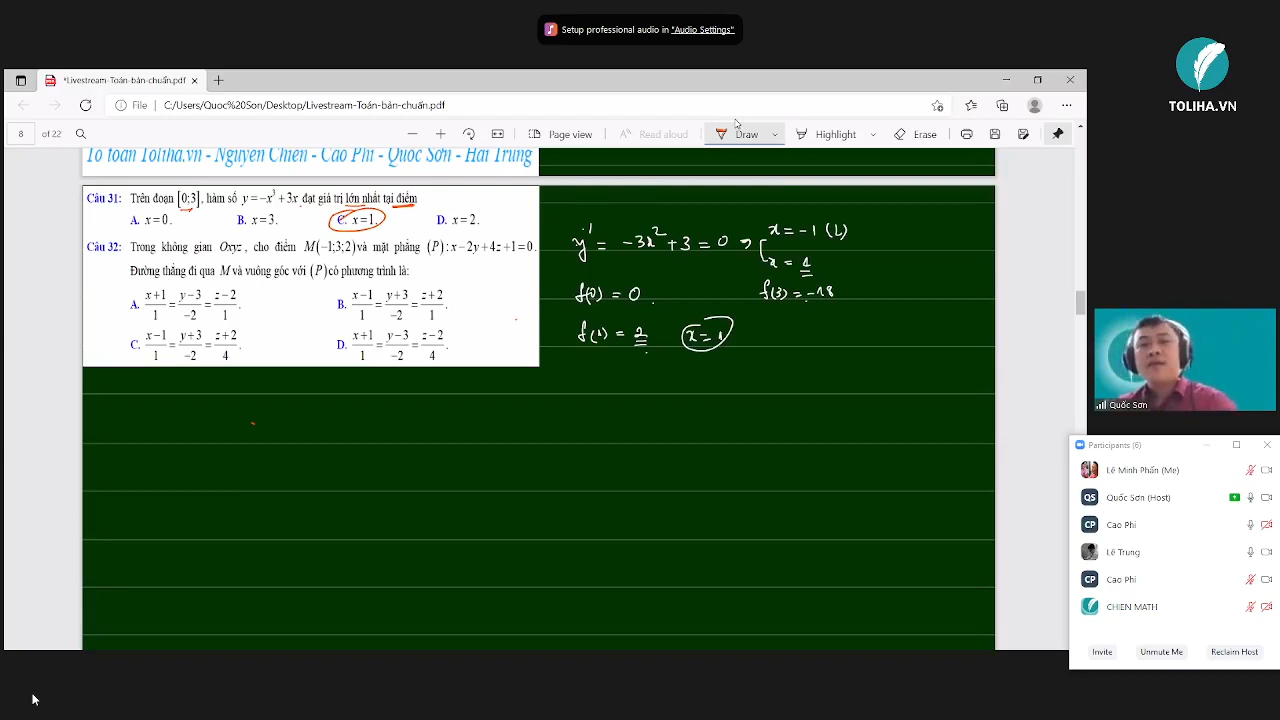 Setup professional audio in "Audio Settings"
TOLIHA.VN
*Livestream-Toán-bản-chuẩn.pdf
File C:/Users/Quoc%20Son/Desktop/Livestream-Toán-bản-chuẩn.pdf
8 of 22 Page view Read aloud Draw Highlight Erase
Tổ toán Toliha.vn - Nguyễn Chiến - Cao Phi - Quốc Sơn - Hải Trung
Câu 31: Trên đoạn [0;3], hàm số y = -x³ + 3x đạt giá trị lớn nhất tại điểm
A. x = 0. B. x = 3. C. x = 1. D. x = 2.
Câu 32: Trong không gian Oxyz, cho điểm M(-1;3;2) và mặt phẳng (P): x - 2y + 4z + 1 = 0.
Đường thẳng đi qua M và vuông góc với (P) có phương trình là:
A. (x+1)/1 = (y-3)/-2 = (z-2)/1. B. (x-1)/1 = (y+3)/-2 = (z+2)/1.
C. (x-1)/1 = (y+3)/-2 = (z+2)/4. D. (x+1)/1 = (y-3)/-2 = (z-2)/4.
y' = -3x² + 3 = 0 ⇒ [ x = -1 (L)
x = 1
f(0) = 0 f(3) = -18
f(1) = 2 x = 1
Quốc Sơn
Participants (6)
Lê Minh Phấn (Me)
QS Quốc Sơn (Host)
CP Cao Phi
Lê Trung
CP Cao Phi
CHIEN MATH
Invite Unmute Me Reclaim Host